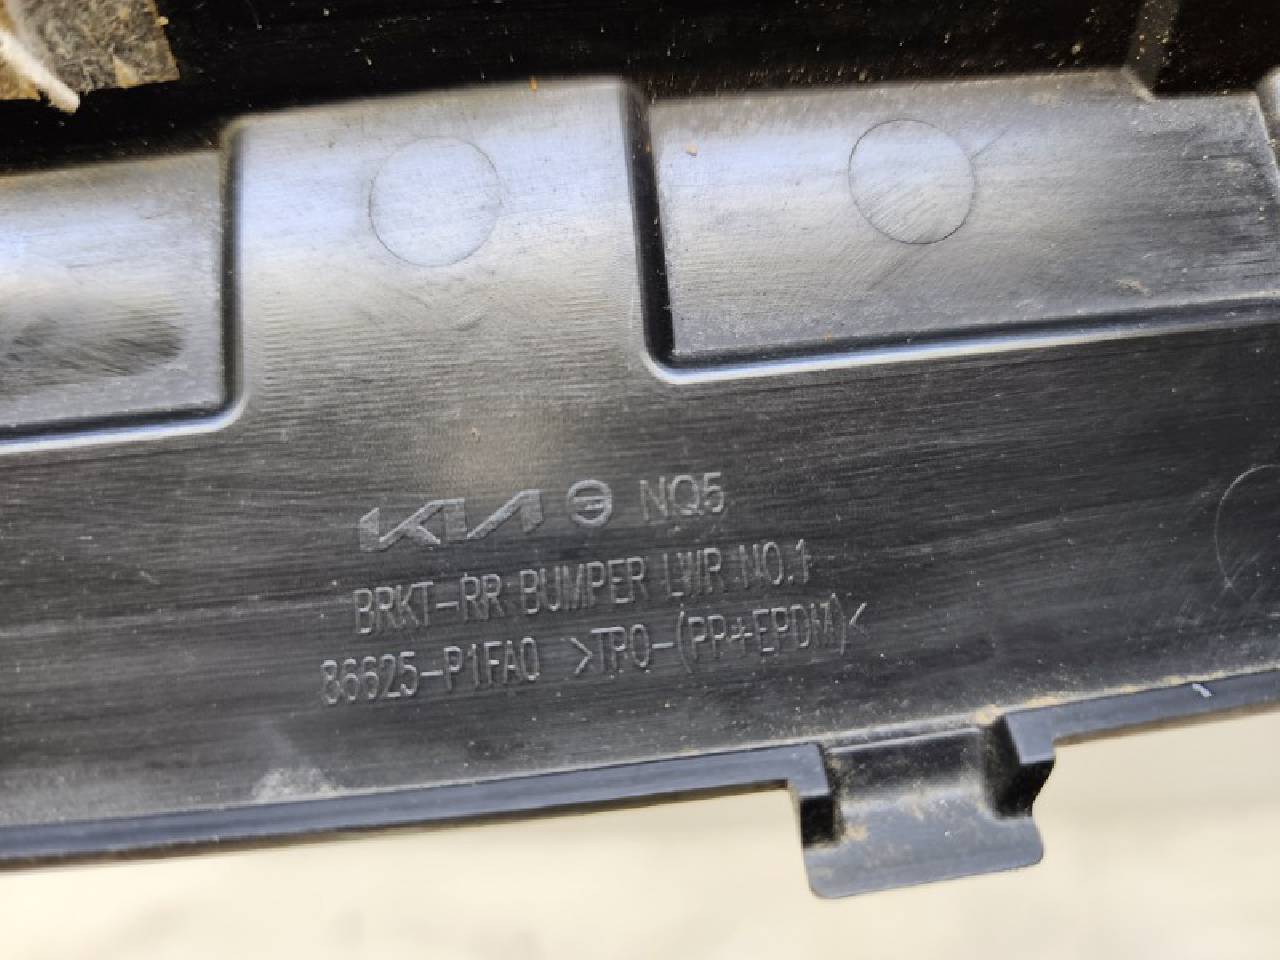 KIA NQ5
BRKT-RR BUMPER LWR NO.1
86625-P1FA0 >TPO-(PP+EPDM)<